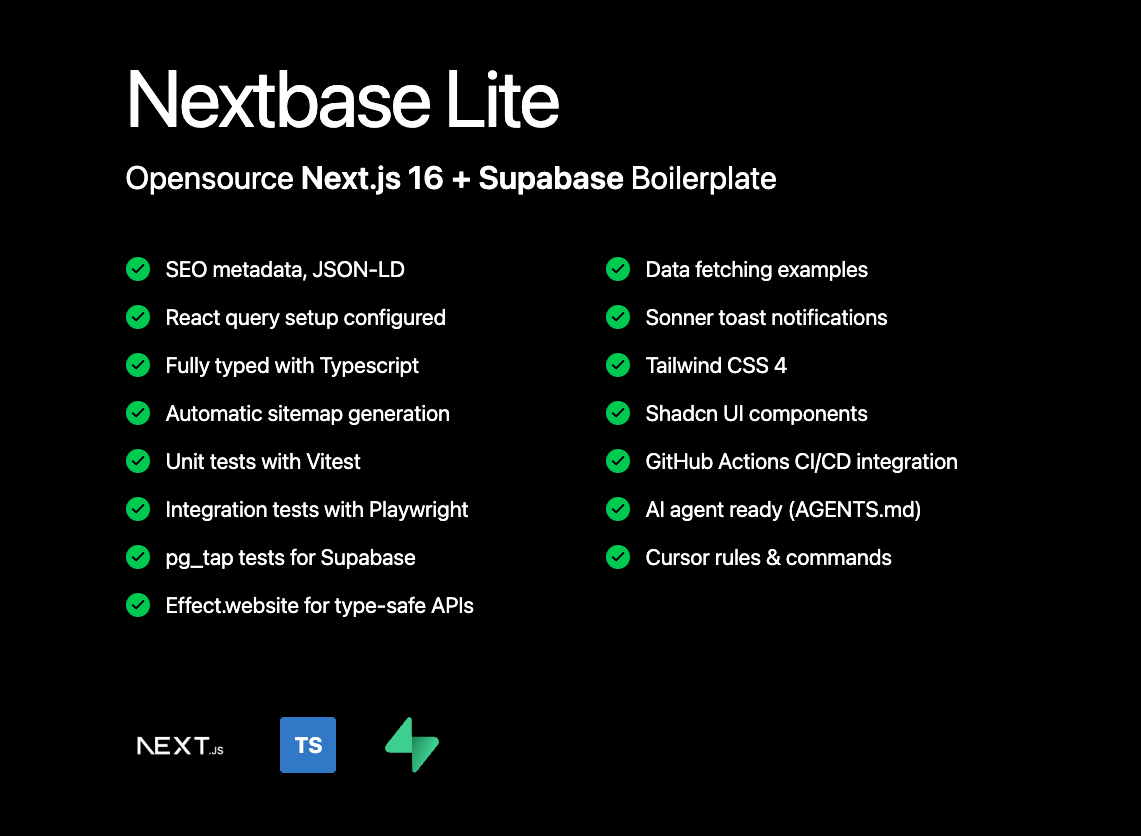 Nextbase Lite
Opensource Next.js 16 + Supabase Boilerplate
SEO metadata, JSON-LD
React query setup configured
Fully typed with Typescript
Automatic sitemap generation
Unit tests with Vitest
Integration tests with Playwright
pg_tap tests for Supabase
Effect.website for type-safe APIs
Data fetching examples
Sonner toast notifications
Tailwind CSS 4
Shadcn UI components
GitHub Actions CI/CD integration
AI agent ready (AGENTS.md)
Cursor rules & commands
NEXT.JS
TS